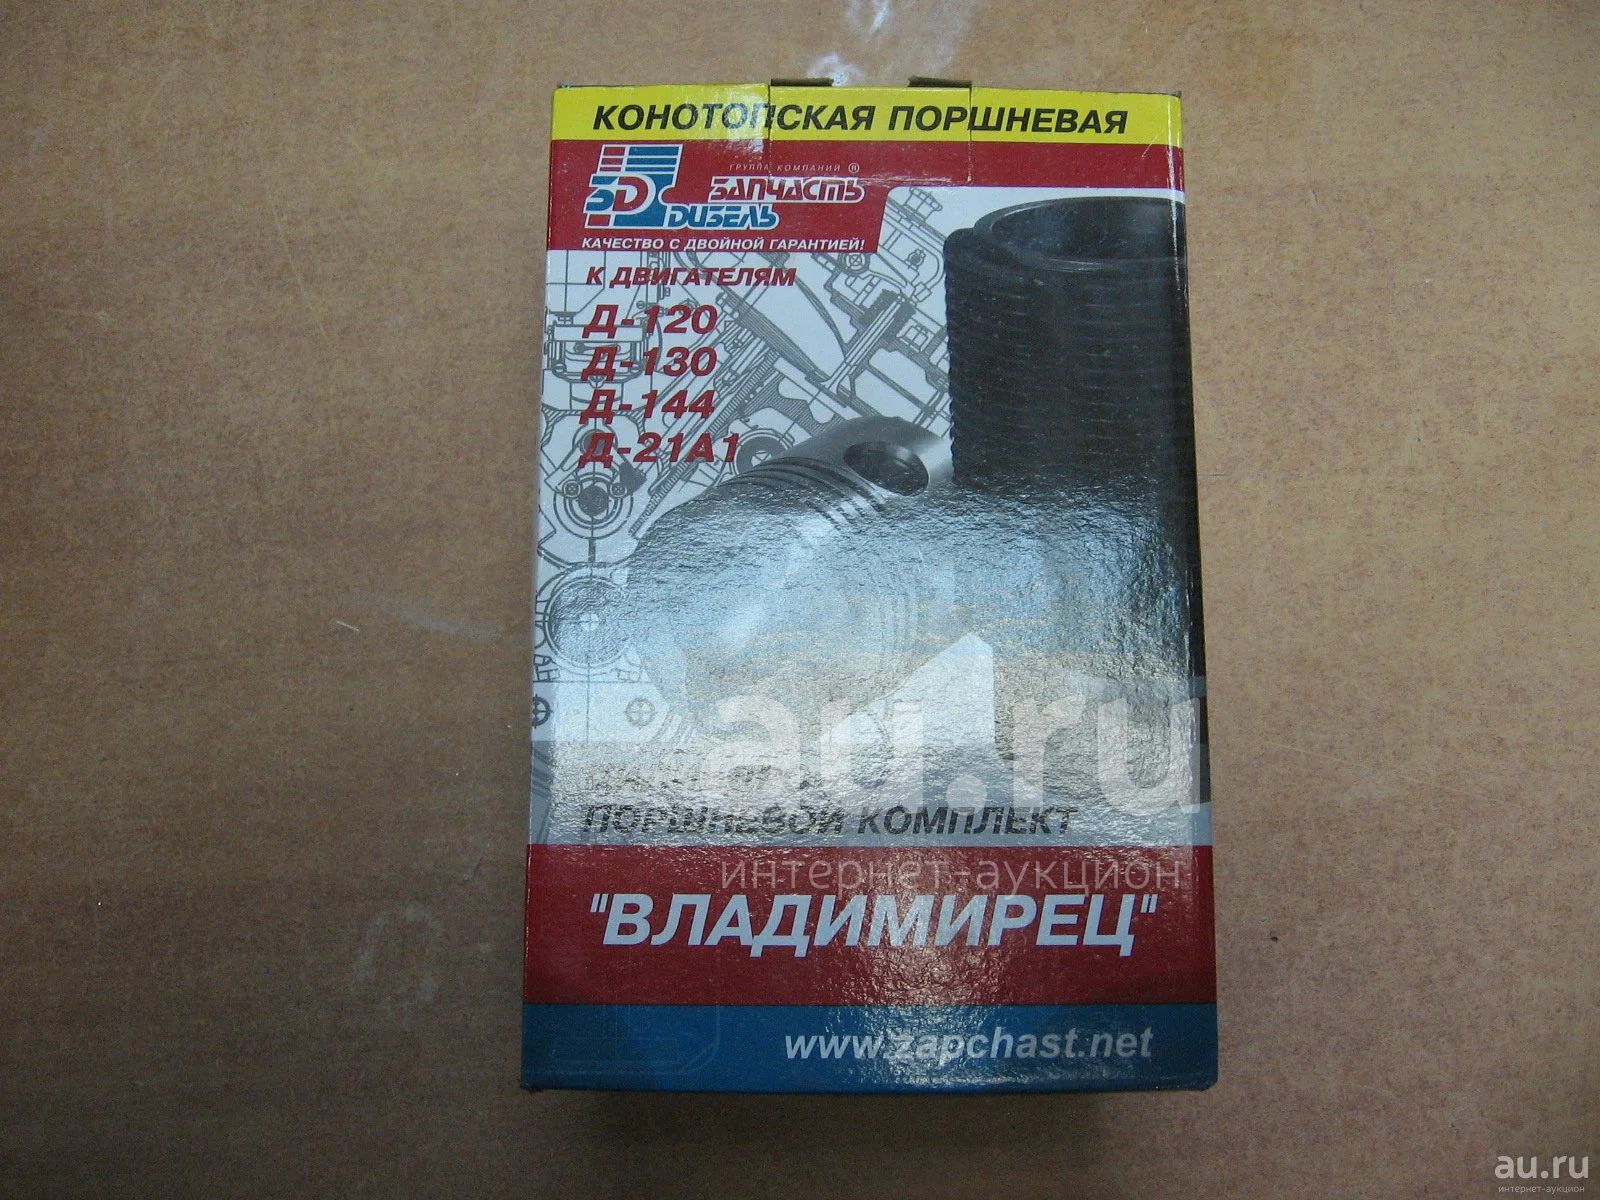 КОНОТОПСКАЯ ПОРШНЕВАЯ
ГРУППА КОМПАНИЙ ®
ЗД ЗАПЧАСТЬ
ДИЗЕЛЬ
КАЧЕСТВО С ДВОЙНОЙ ГАРАНТИЕЙ!
К ДВИГАТЕЛЯМ
Д-120
Д-130
Д-144
Д-21А1
au.ru
ПОРШНЕВОЙ КОМПЛЕКТ
интернет-аукцион
"ВЛАДИМИРЕЦ"
www.zapchast.net
au.ru
интернет-аукцион